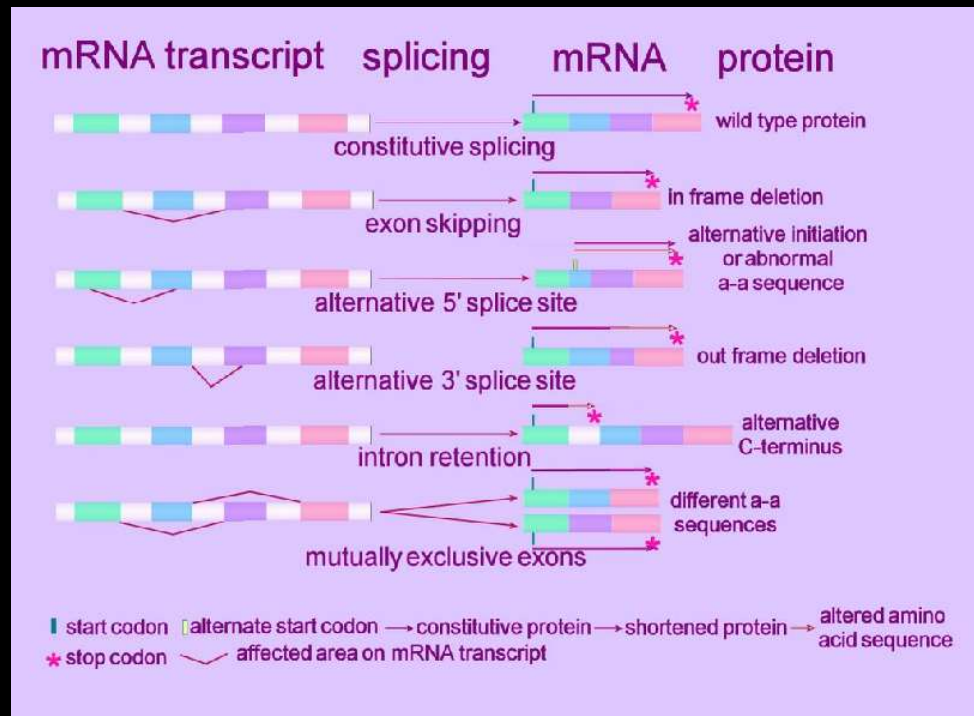 mRNA transcript splicing mRNA protein
constitutive splicing
wild type protein
exon skipping
in frame deletion
alternative 5' splice site
alternative initiation
or abnormal
a-a sequence
alternative 3' splice site
out frame deletion
intron retention
alternative
C-terminus
mutually exclusive exons
different a-a
sequences
start codon alternate start codon constitutive protein shortened protein altered amino
acid sequence
* stop codon affected area on mRNA transcript